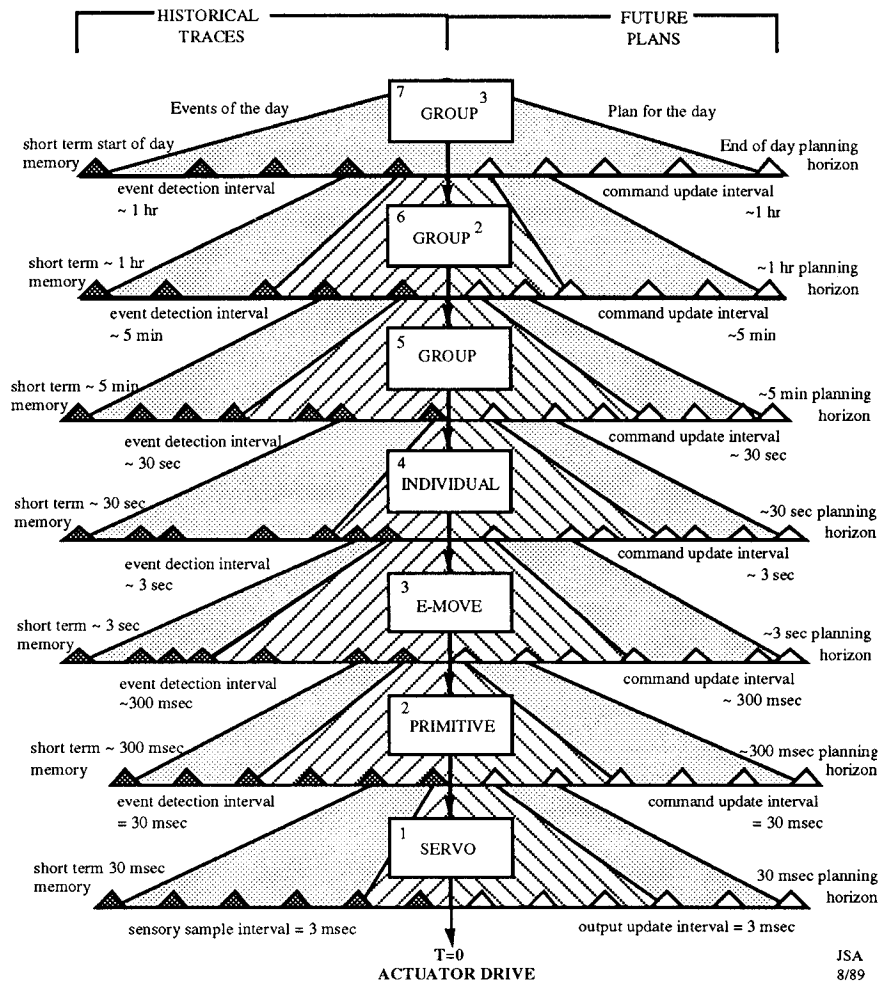 HISTORICAL
TRACES
FUTURE
PLANS
7
GROUP 3
Events of the day
Plan for the day
short term start of day
memory
End of day planning
horizon
event detection interval
~ 1 hr
command update interval
~1 hr
6
GROUP 2
short term ~ 1 hr
memory
~1 hr planning
horizon
event detection interval
~ 5 min
command update interval
~5 min
5
GROUP
short term ~ 5 min
memory
~5 min planning
horizon
event detection interval
~ 30 sec
command update interval
~ 30 sec
4
INDIVIDUAL
short term ~ 30 sec
memory
~30 sec planning
horizon
event dection interval
~ 3 sec
command update interval
~ 3 sec
3
E-MOVE
short term ~ 3 sec
memory
~3 sec planning
horizon
event detection interval
~300 msec
command update interval
~ 300 msec
2
PRIMITIVE
short term ~ 300 msec
memory
~300 msec planning
horizon
event detection interval
= 30 msec
command update interval
= 30 msec
1
SERVO
short term 30 msec
memory
30 msec planning
horizon
sensory sample interval = 3 msec
output update interval = 3 msec
T=0
ACTUATOR DRIVE
JSA
8/89